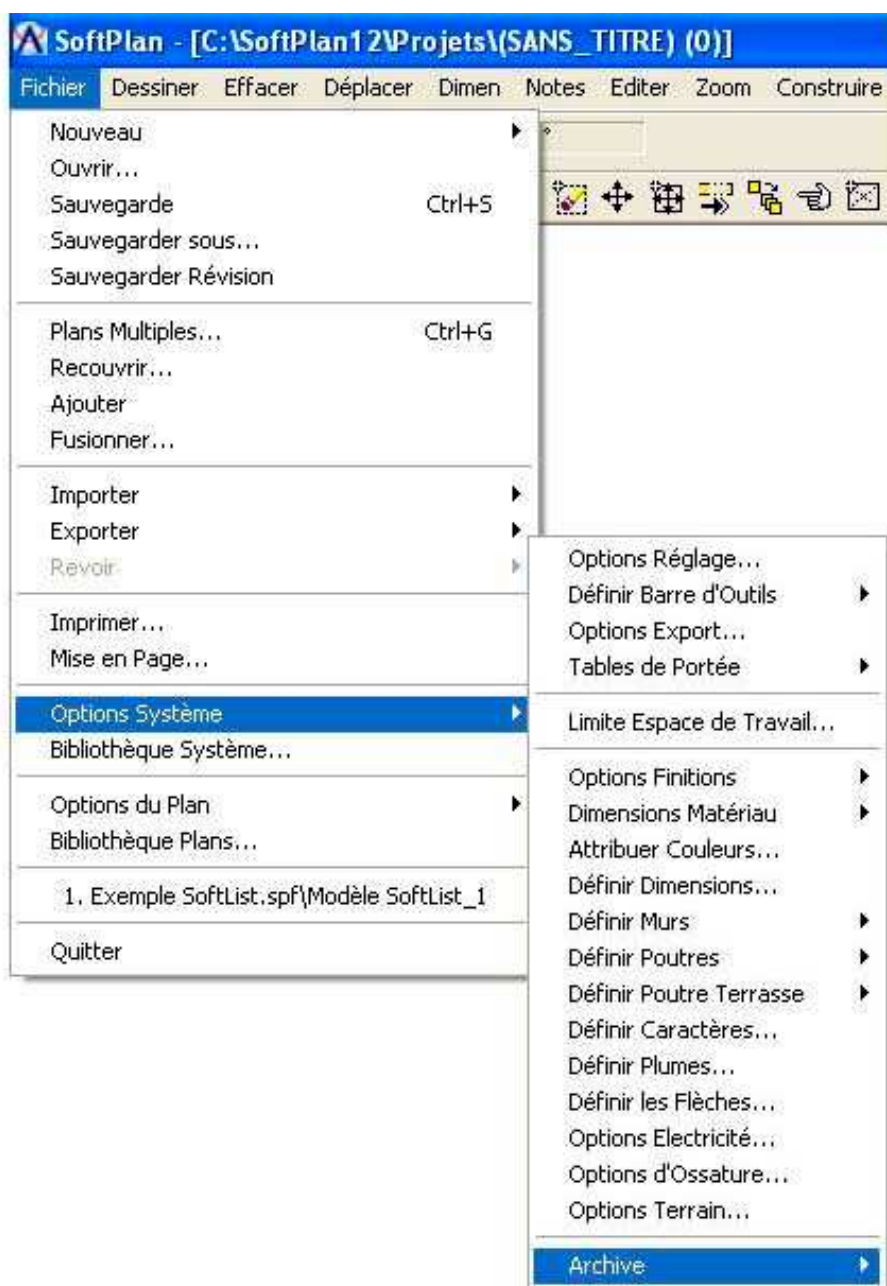 SoftPlan - [C:\SoftPlan12\Projets\(SANS_TITRE) (0)]
Fichier Dessiner Effacer Déplacer Dimen Notes Editer Zoom Construire
Nouveau
Ouvrir...
Sauvegarde Ctrl+S
Sauvegarder sous...
Sauvegarder Révision
Plans Multiples... Ctrl+G
Recouvrir...
Ajouter
Fusionner...
Importer
Exporter
Revoir
Imprimer...
Mise en Page...
Options Système
Bibliothèque Système...
Options du Plan
Bibliothèque Plans...
1. Exemple SoftList.spf\Modèle SoftList_1
Quitter
Options Réglage...
Définir Barre d'Outils
Options Export...
Tables de Portée
Limite Espace de Travail...
Options Finitions
Dimensions Matériau
Attribuer Couleurs...
Définir Dimensions...
Définir Murs
Définir Poutres
Définir Poutre Terrasse
Définir Caractères...
Définir Plumes...
Définir les Flèches...
Options Electricité...
Options d'Ossature...
Options Terrain...
Archive